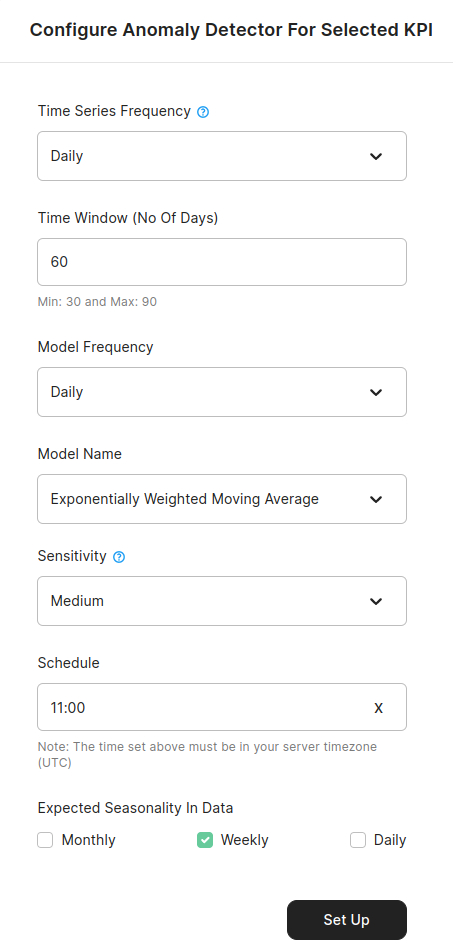 Configure Anomaly Detector For Selected KPI
Time Series Frequency ?
Daily
Time Window (No Of Days)
60
Min: 30 and Max: 90
Model Frequency
Daily
Model Name
Exponentially Weighted Moving Average
Sensitivity ?
Medium
Schedule
11:00 X
Note: The time set above must be in your server timezone
(UTC)
Expected Seasonality In Data
Monthly Weekly Daily
Set Up